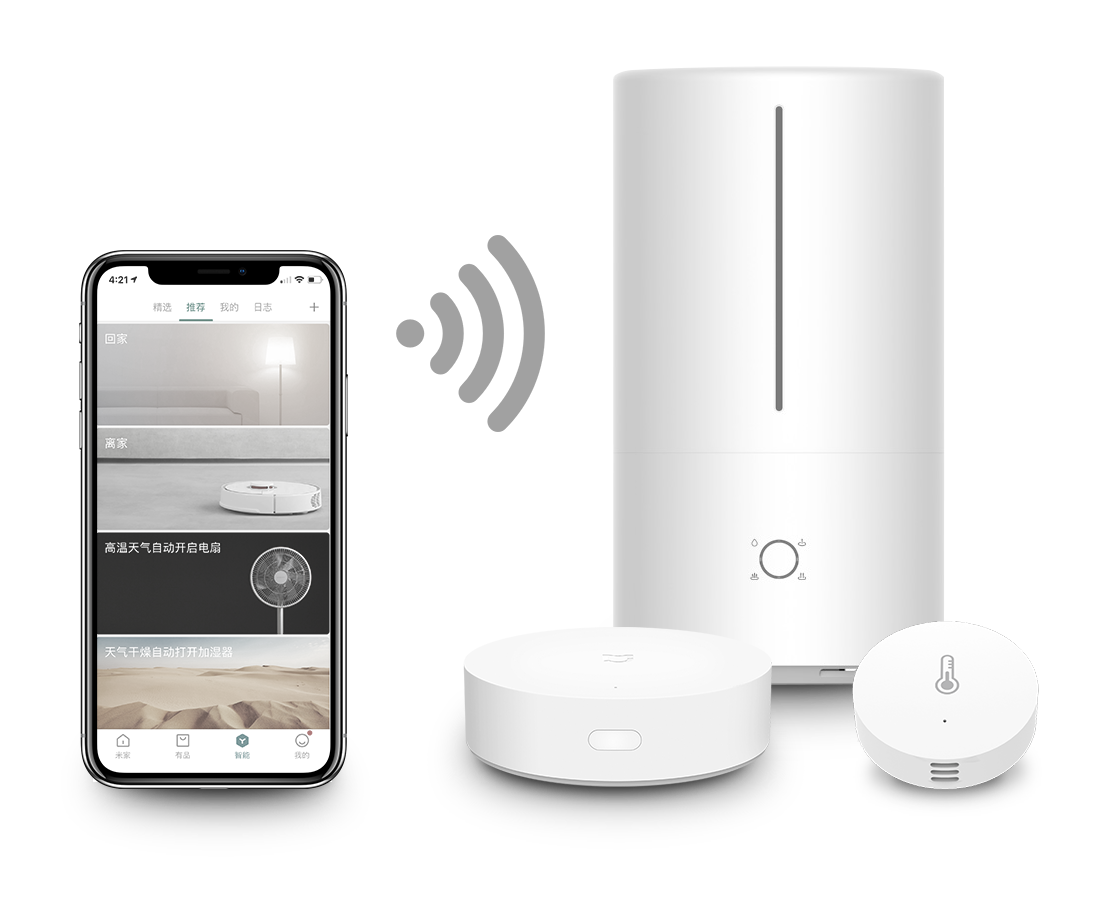 4:21
精选 推荐 我的 日志
回家
离家
高温天气自动开启电扇
天气干燥自动打开加湿器
米家 有品 智能 我的